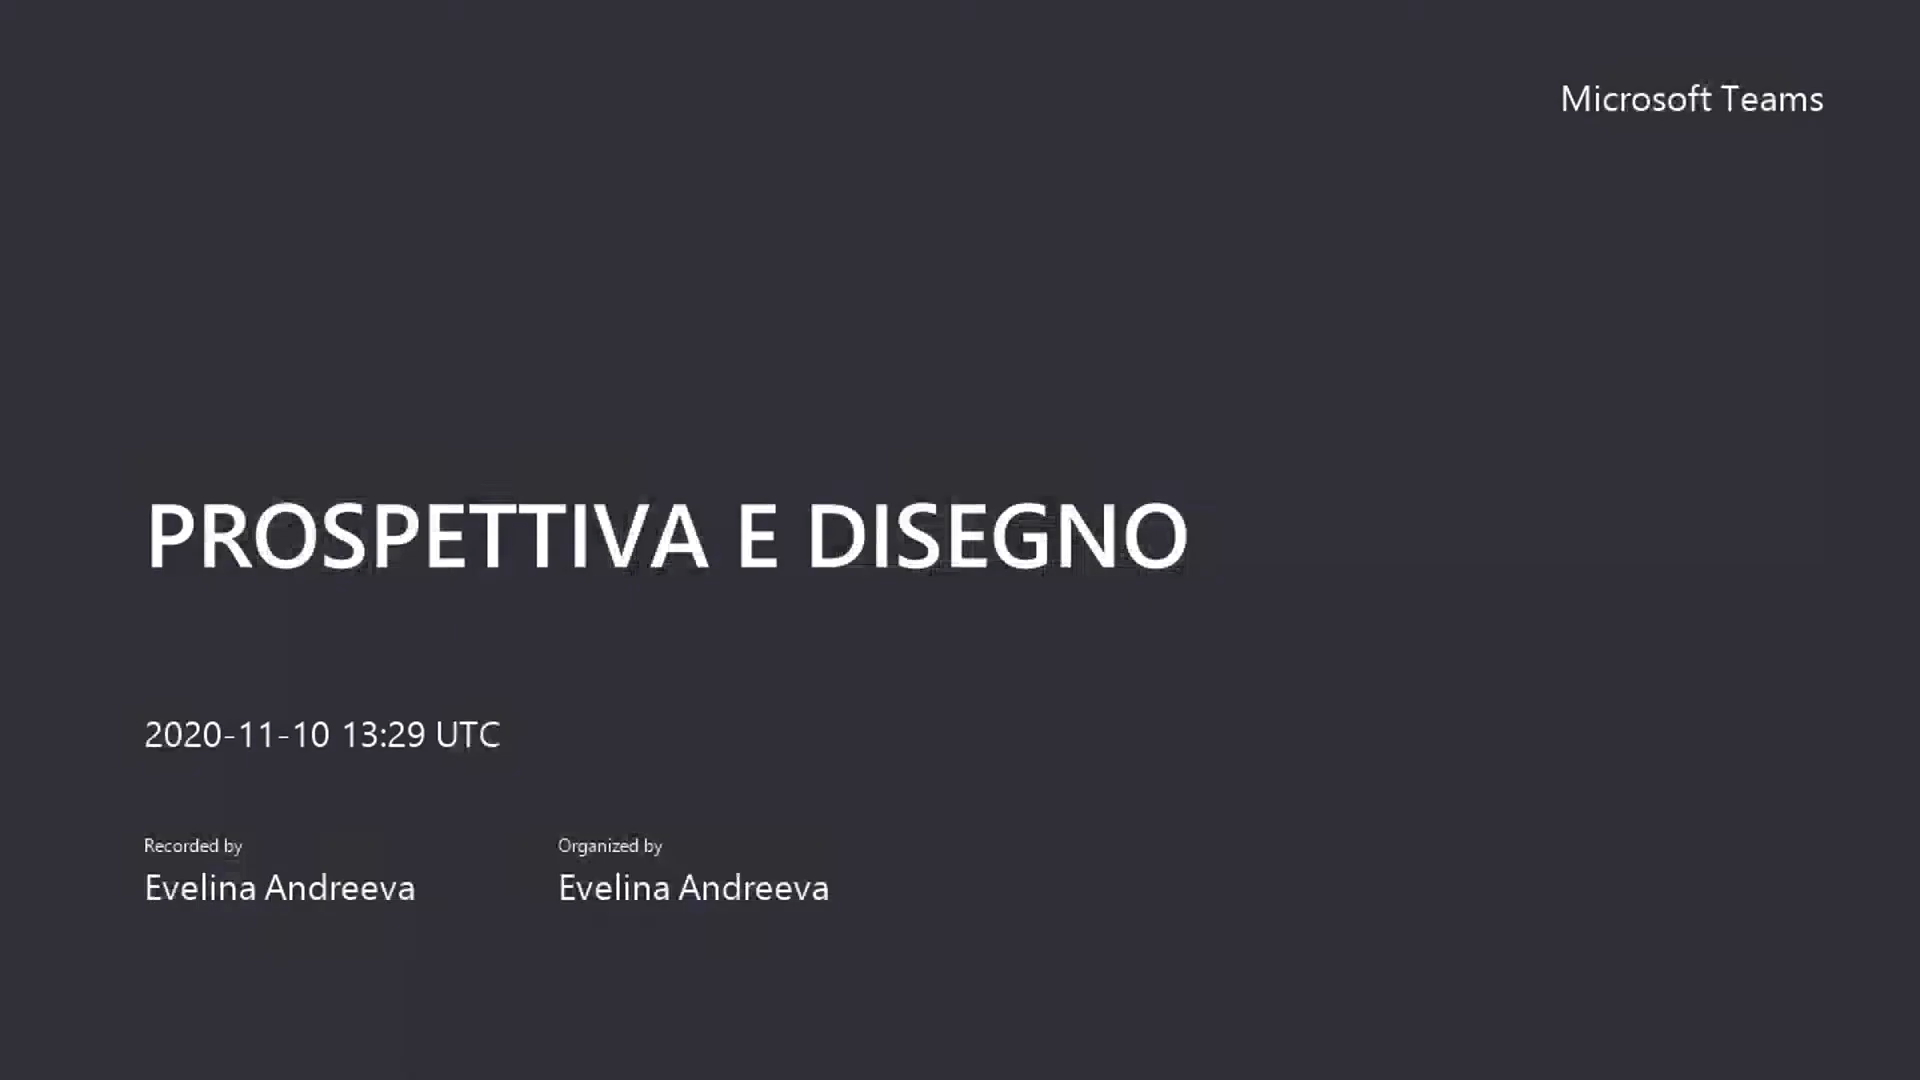 Microsoft Teams
PROSPETTIVA E DISEGNO
2020-11-10 13:29 UTC
Recorded by
Evelina Andreeva
Organized by
Evelina Andreeva